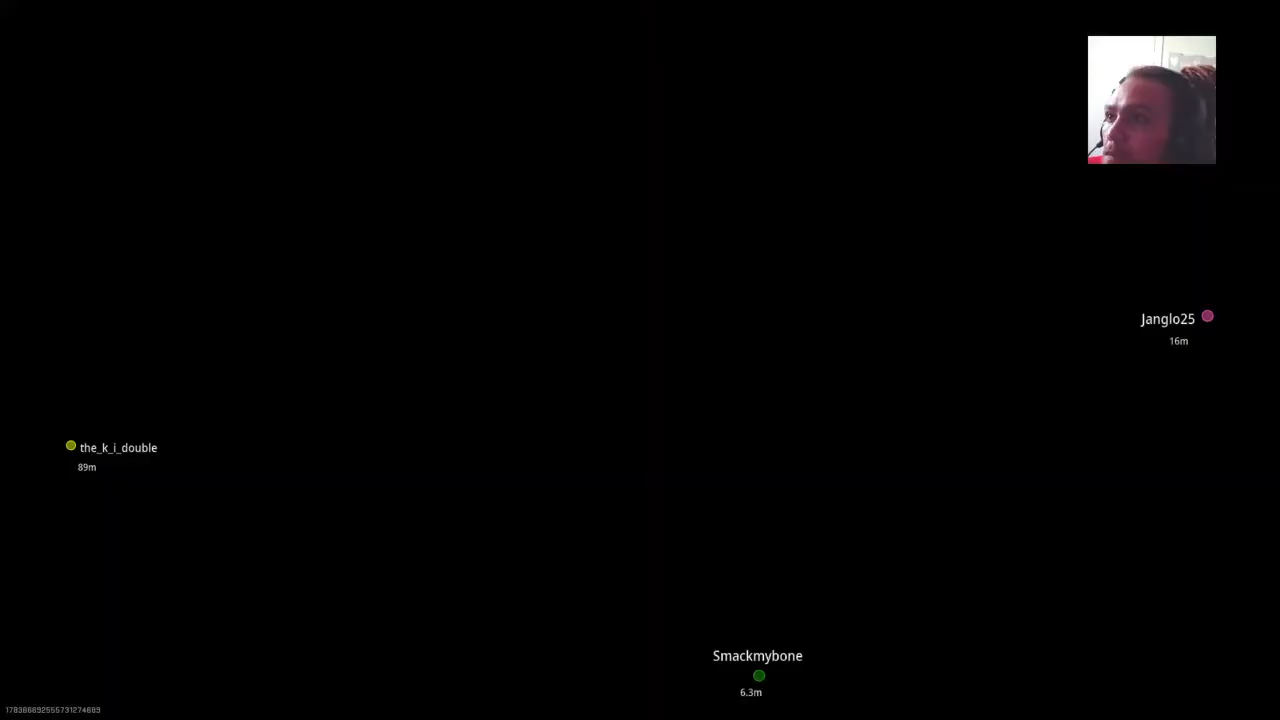 Janglo25
16m
the_k_i_double
89m
Smackmybone
6.3m